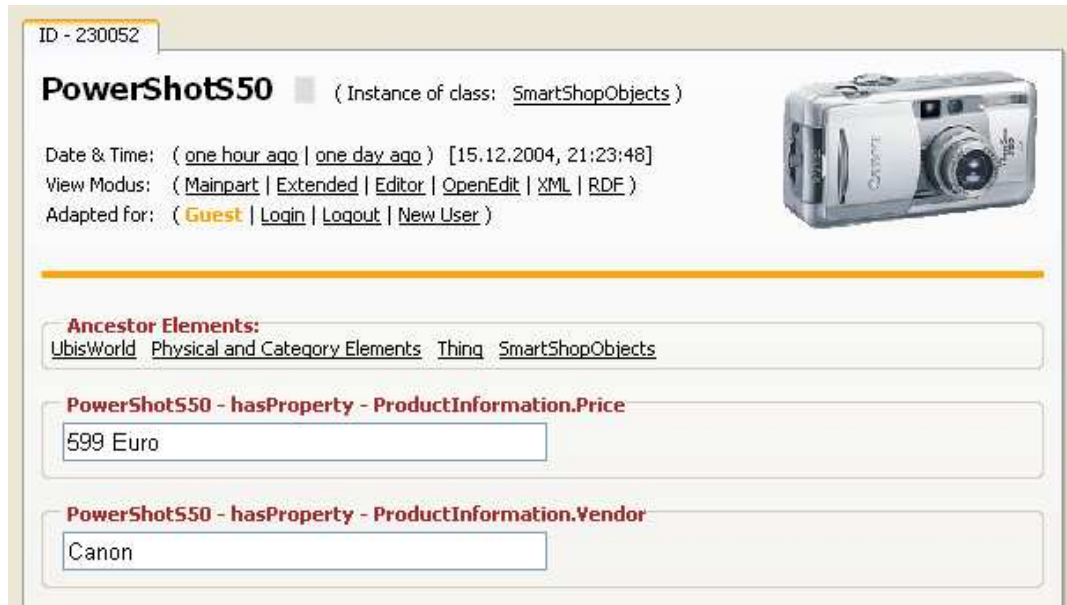 ID - 230052
PowerShotS50 ( Instance of class: SmartShopObjects )
Date & Time: ( one hour ago | one day ago ) [15.12.2004, 21:23:48]
View Modus: ( Mainpart | Extended | Editor | OpenEdit | XML | RDF )
Adapted for: ( Guest | Login | Logout | New User )
Canon
Ancestor Elements:
UbisWorld Physical and Category Elements Thing SmartShopObjects
PowerShotS50 - hasProperty - ProductInformation.Price
599 Euro
PowerShotS50 - hasProperty - ProductInformation.Vendor
Canon